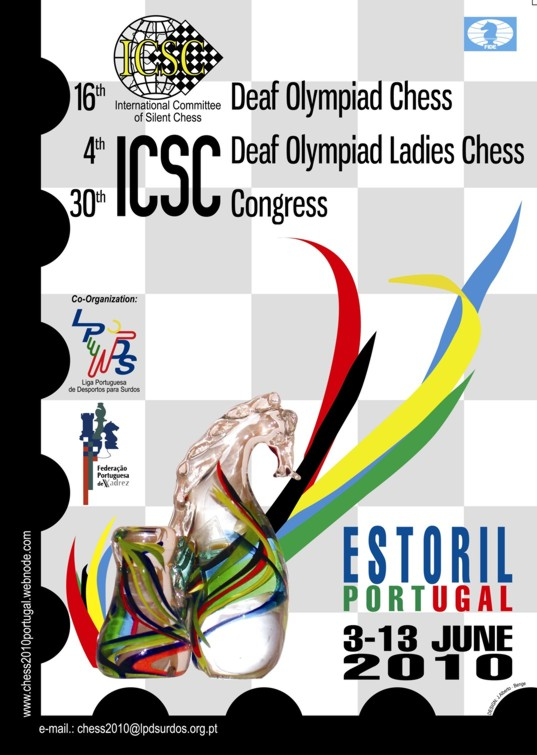 ICSC
FIDE
International Committee
of Silent Chess
16th Deaf Olympiad Chess
4th ICSC Deaf Olympiad Ladies Chess
30th Congress
Co-Organization:
LPDS
Liga Portuguesa
de Desportos para Surdos
Federação
Portuguesa
de Xadrez
ESTORIL
PORTUGAL
3-13 JUNE
2010
www.chess2010portugal.webnode.com
e-mail.: chess2010@lpdsurdos.org.pt